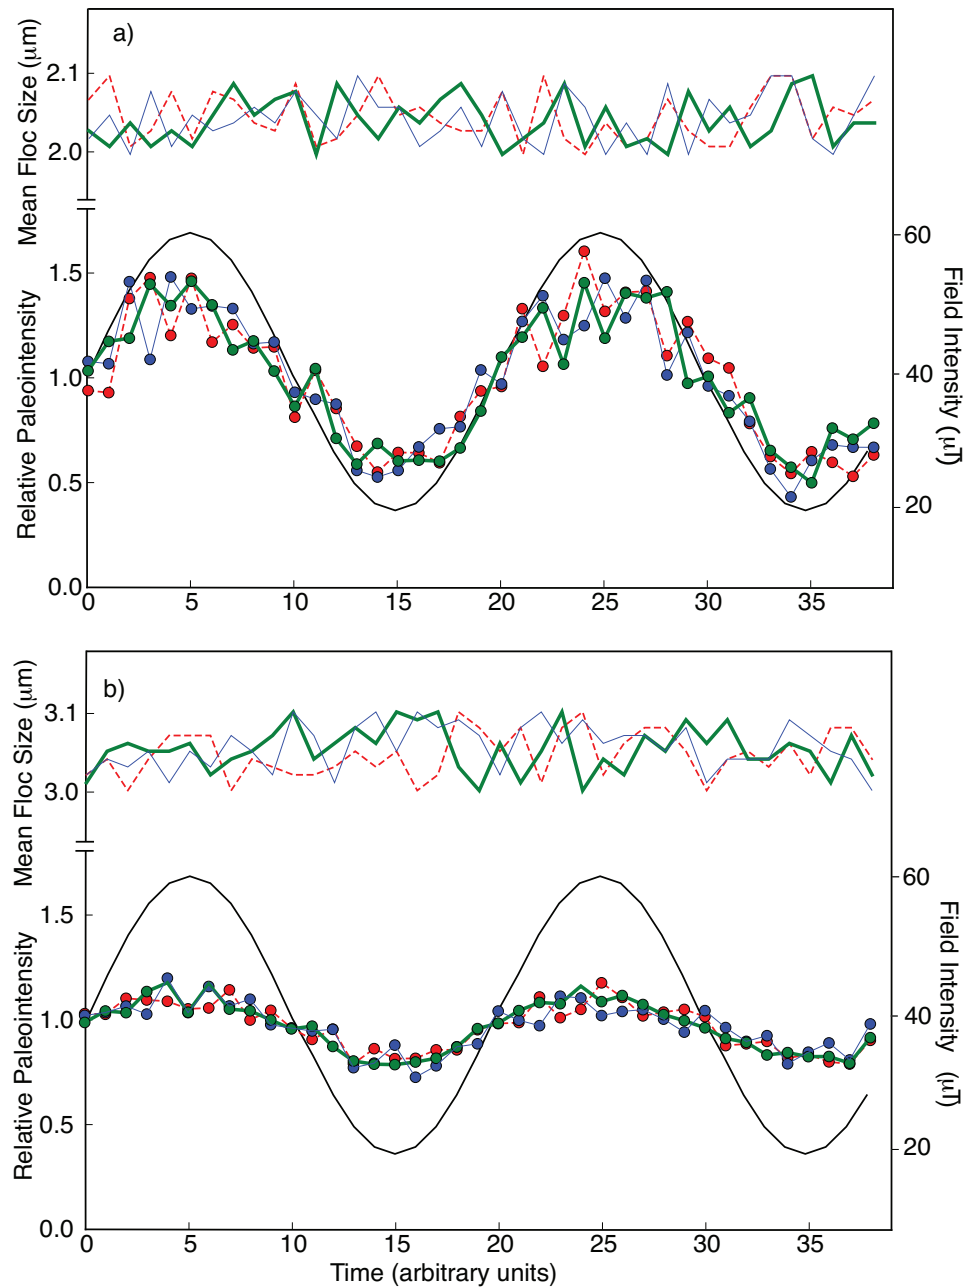 a)
Mean Floc Size (μm)
2.1
2.0
Relative Paleointensity
1.5
1.0
0.5
0.0
60
40
20
Field Intensity (μT)
0 5 10 15 20 25 30 35
b)
Mean Floc Size (μm)
3.1
3.0
Relative Paleointensity
1.5
1.0
0.5
0.0
60
40
20
Field Intensity (μT)
0 5 10 15 20 25 30 35
Time (arbitrary units)